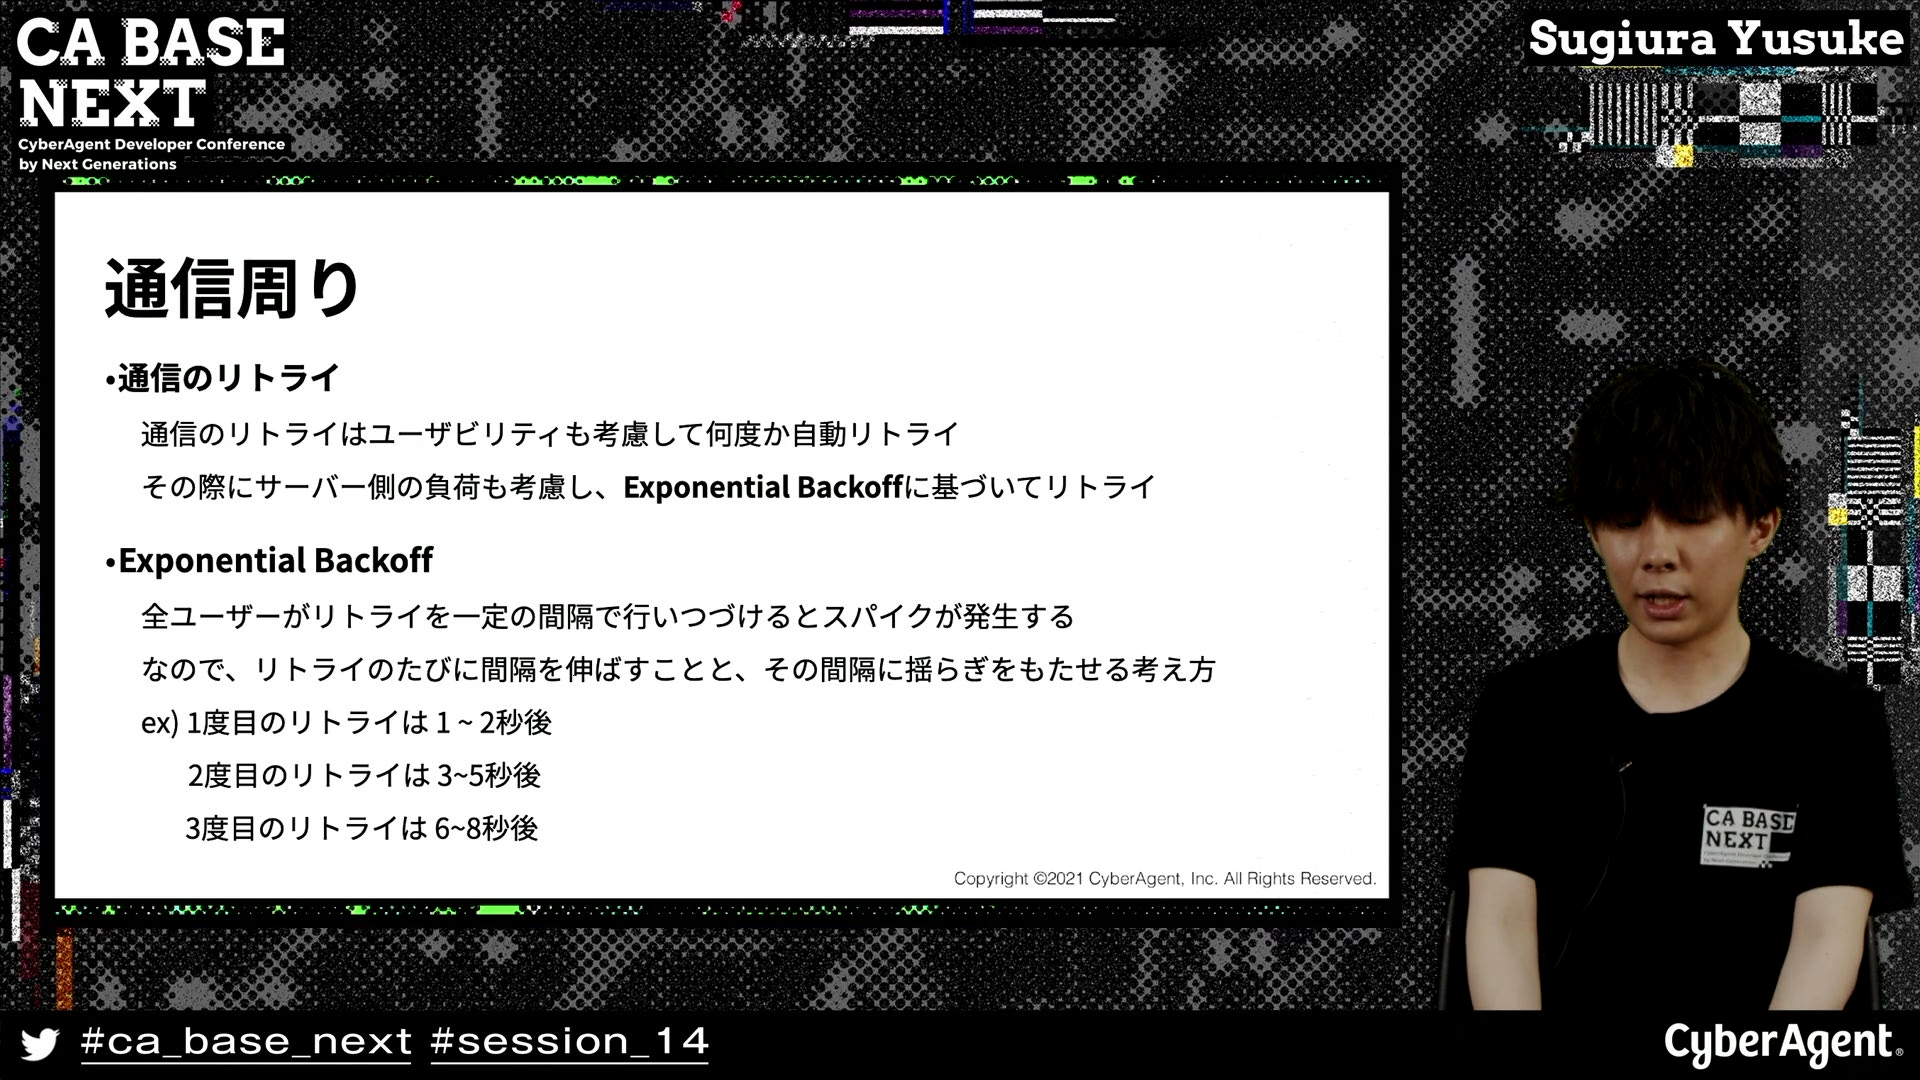 CA BASE
NEXT
CyberAgent Developer Conference
by Next Generations
Sugiura Yusuke
通信周り
•通信のリトライ
通信のリトライはユーザビリティも考慮して何度か自動リトライ
その際にサーバー側の負荷も考慮し、Exponential Backoffに基づいてリトライ
•Exponential Backoff
全ユーザーがリトライを一定の間隔で行いつづけるとスパイクが発生する
なので、リトライのたびに間隔を伸ばすことと、その間隔に揺らぎをもたせる考え方
ex) 1度目のリトライは 1 ~ 2秒後
2度目のリトライは 3~5秒後
3度目のリトライは 6~8秒後
Copyright ©2021 CyberAgent, Inc. All Rights Reserved.
CA BASE
NEXT
#ca_base_next #session_14
CyberAgent®